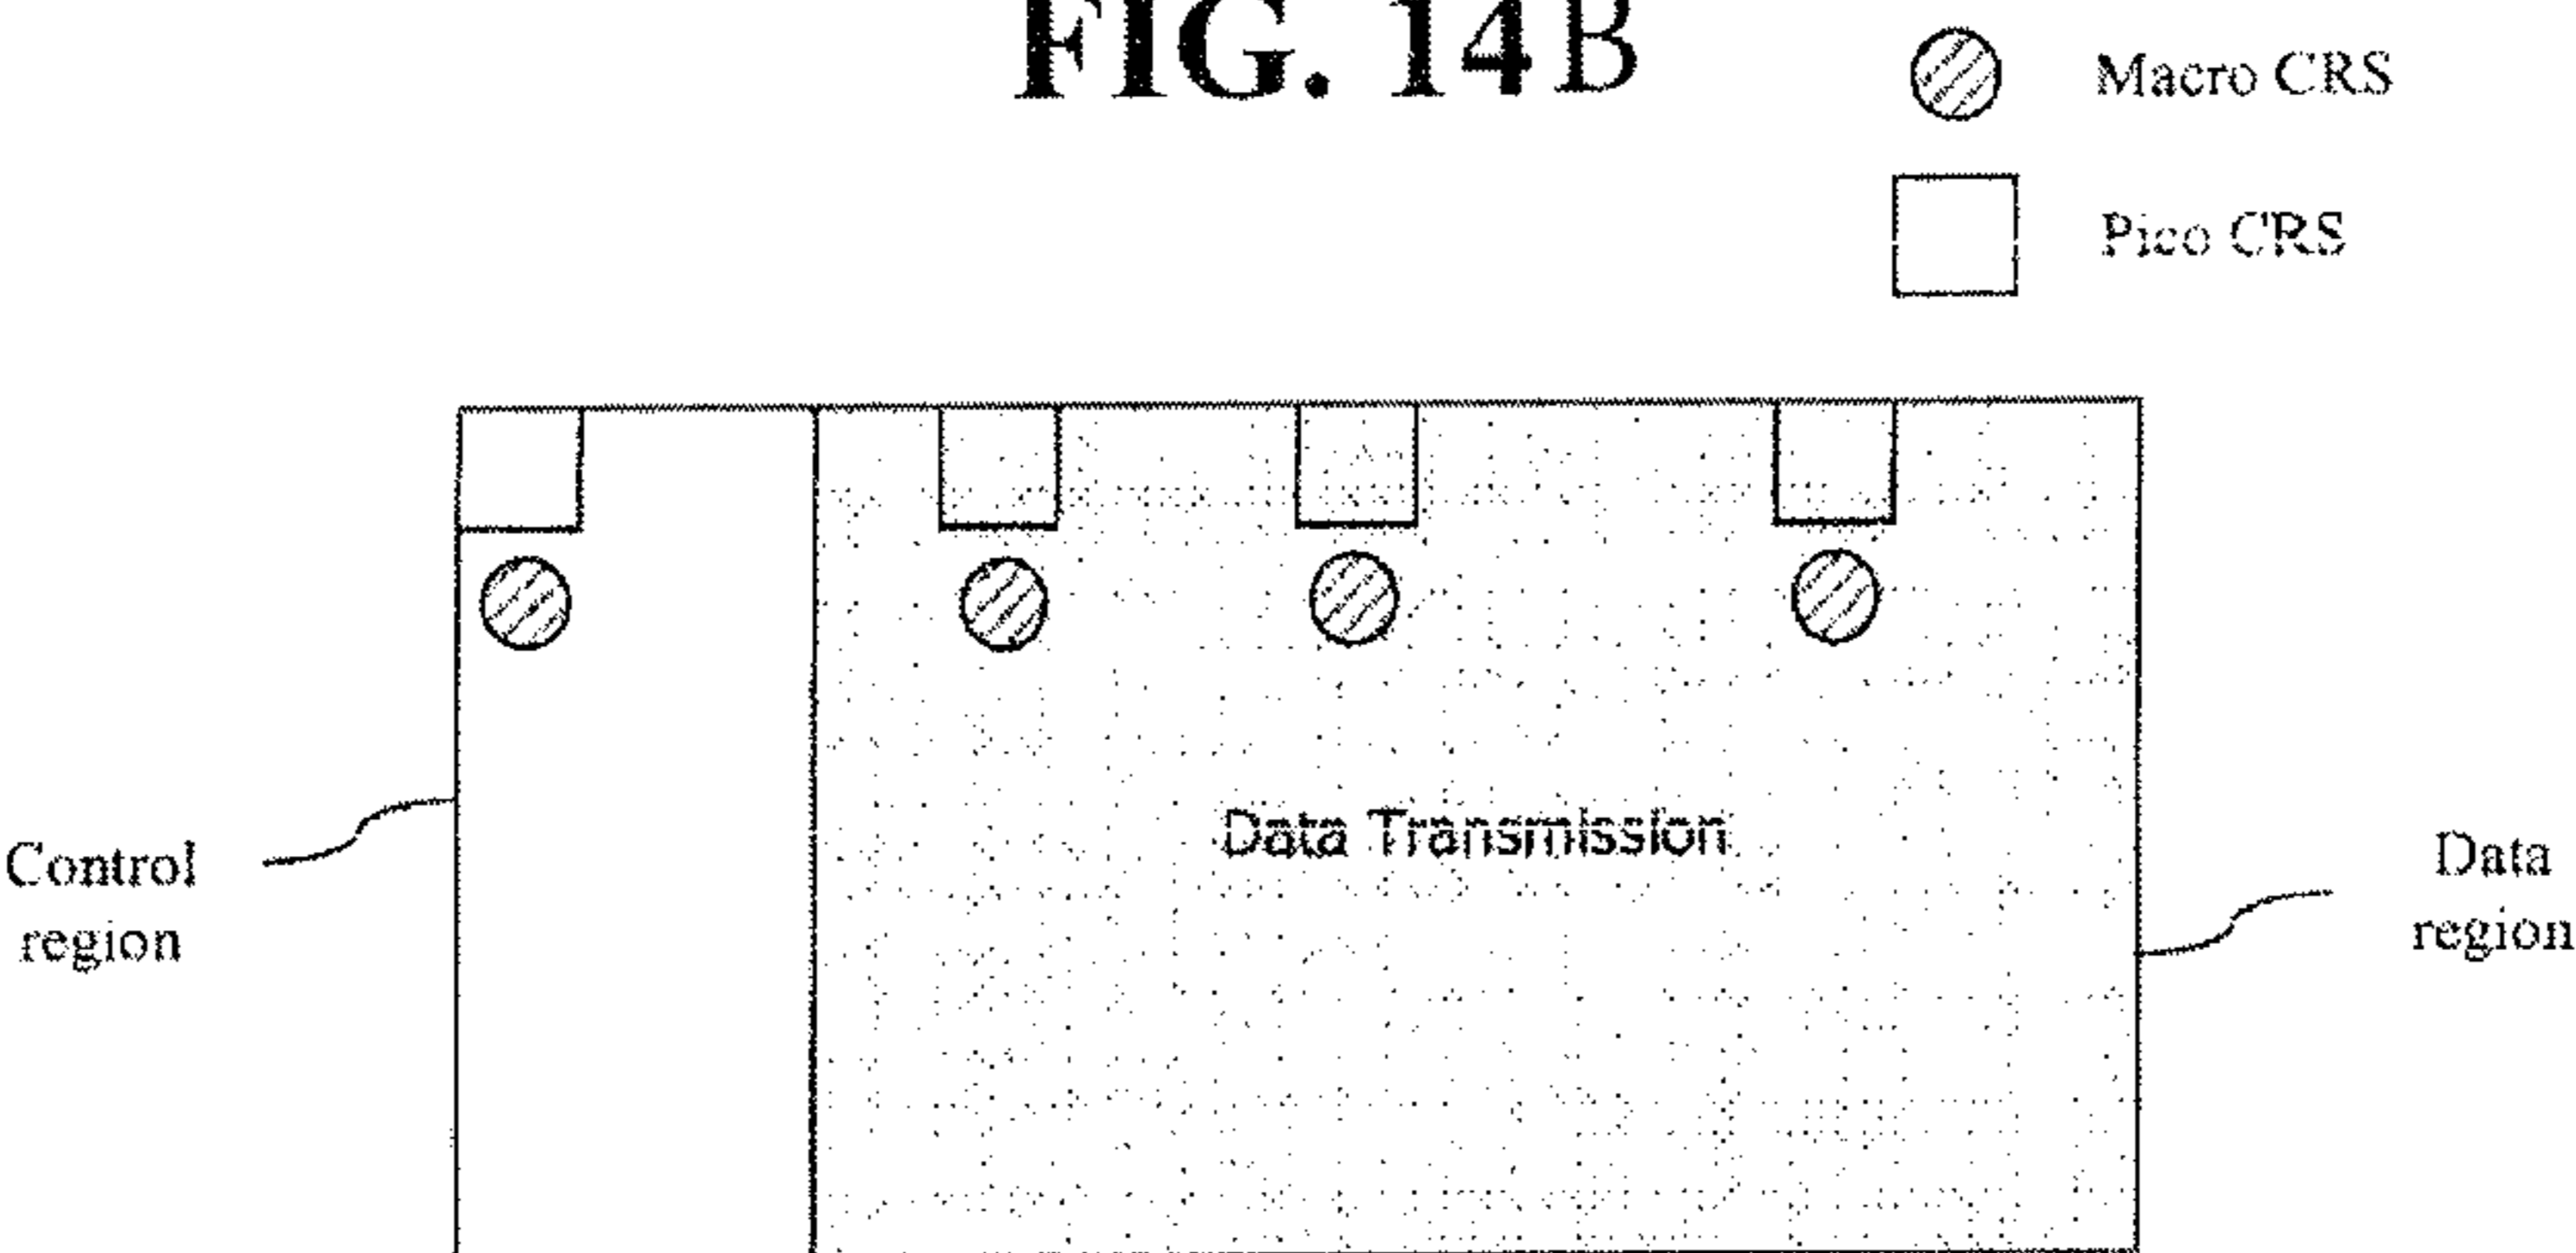 FIG. 14B
Macro CRS
Pico CRS
Data Transmission
Control
region
Data
region